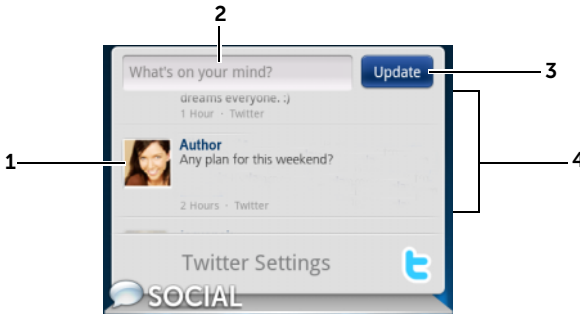 2
What's on your mind?
Update
3
dreams everyone. :)
1 Hour · Twitter
4
1
Author
Any plan for this weekend?
2 Hours · Twitter
Twitter Settings
SOCIAL